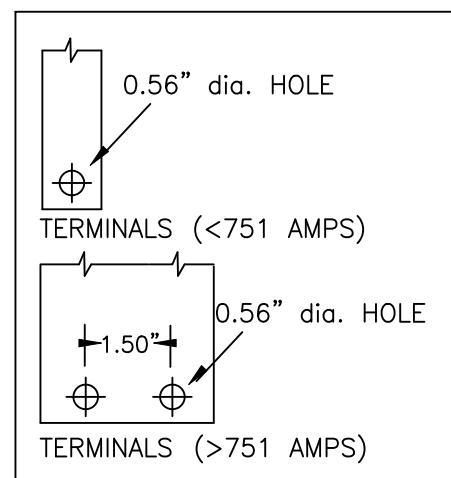 0.56" dia. HOLE
TERMINALS (<751 AMPS)
0.56" dia. HOLE
1.50"
TERMINALS (>751 AMPS)